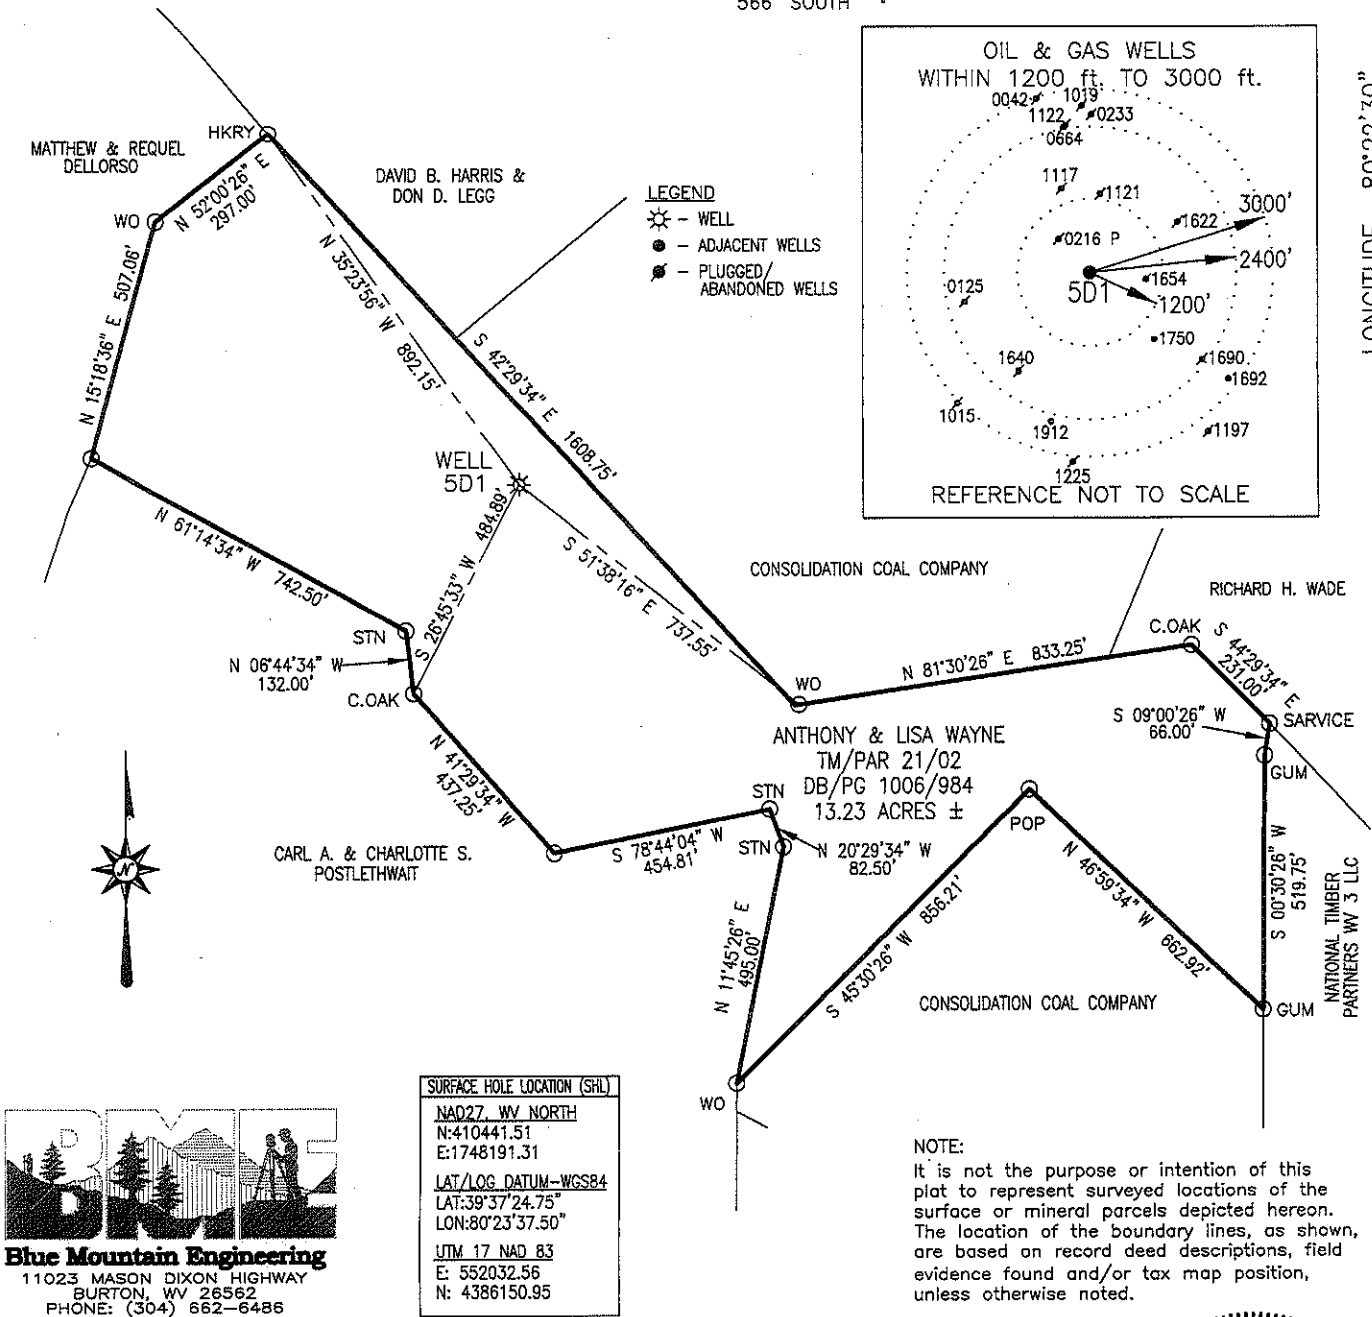 566 SOUTH
OIL & GAS WELLS
WITHIN 1200 ft. TO 3000 ft.
0042
1019
1122
0233
0664
1117
1121
1622
3000'
0216 P
2400'
1654
5D1
1200'
0125
1750
1640
1690
1692
1015
1912
1197
1225
REFERENCE NOT TO SCALE
LONGITUDE 80°22'30"
HKRY
MATTHEW & REQUEL
DELLORSO
DAVID B. HARRIS &
DON D. LEGG
WO
N 52°00'26" E
297.00'
LEGEND
- WELL
- ADJACENT WELLS
- PLUGGED/
ABANDONED WELLS
N 15°18'36" E 507.06'
N 35°23'56" W 892.15'
S 42°29'34" E 1608.75'
WELL
5D1
N 61°14'34" W 742.50'
S 26°45'33" W 484.89'
S 51°38'16" E 737.55'
CONSOLIDATION COAL COMPANY
RICHARD H. WADE
STN
N 06°44'34" W
132.00'
C.OAK
WO
N 81°30'26" E 833.25'
C.OAK
S 44°29'34" E
231.00'
SARVICE
S 09°00'26" W
66.00'
GUM
ANTHONY & LISA WAYNE
TM/PAR 21/02
DB/PG 1006/984
13.23 ACRES ±
N 41°29'34" W
437.25'
STN
POP
S 78°44'04" W
454.81'
STN
N 20°29'34" W
82.50'
CARL A. & CHARLOTTE S.
POSTLETHWAIT
N
N 11°45'26" E
495.00'
S 45°30'26" W 856.21'
N 46°59'34" W 662.92'
S 00°30'26" W
519.75'
NATIONAL TIMBER
PARTNERS WV 3 LLC
CONSOLIDATION COAL COMPANY
GUM
WO
BME
Blue Mountain Engineering
11023 MASON DIXON HIGHWAY
BURTON, WV 26562
PHONE: (304) 662-6486
SURFACE HOLE LOCATION (SHL)
NAD27, WV NORTH
N:410441.51
E:1748191.31
LAT/LOG DATUM-WGS84
LAT:39°37'24.75"
LON:80°23'37.50"
UTM 17 NAD 83
E: 552032.56
N: 4386150.95
NOTE:
It is not the purpose or intention of this
plat to represent surveyed locations of the
surface or mineral parcels depicted hereon.
The location of the boundary lines, as shown,
are based on record deed descriptions, field
evidence found and/or tax map position,
unless otherwise noted.